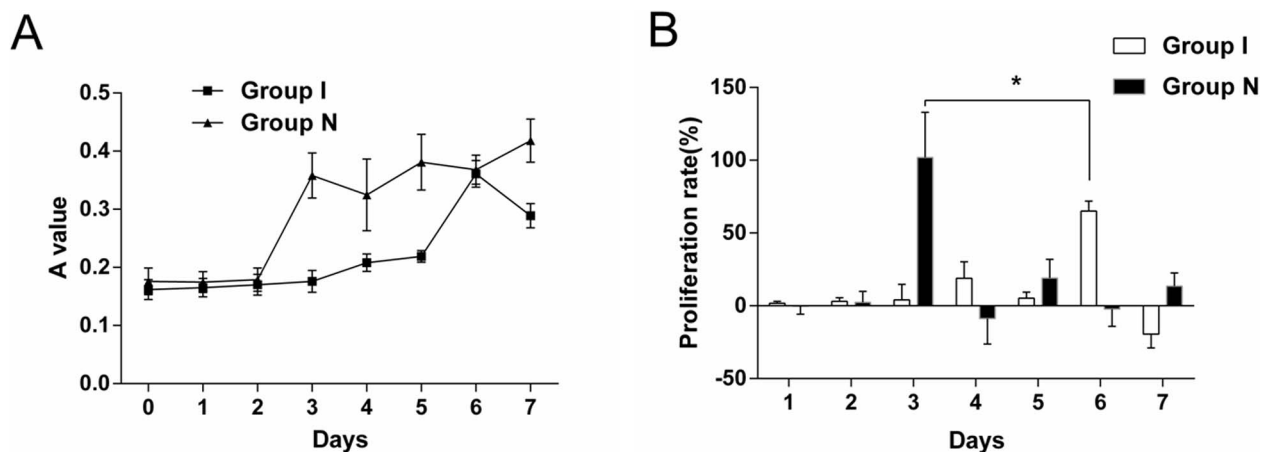 A
Group I
Group N
0.5
0.4
0.3
0.2
0.1
0.0
A value
0 1 2 3 4 5 6 7
Days
B
Group I
Group N
*
150
100
50
0
-50
Proliferation rate(%)
1 2 3 4 5 6 7
Days